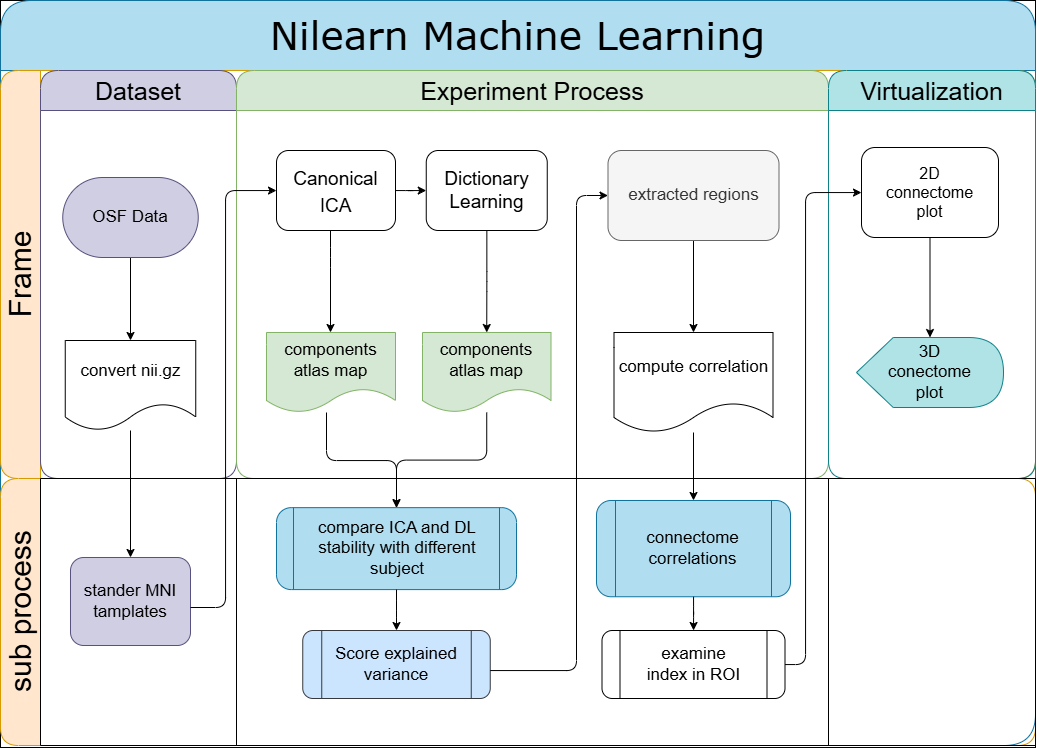 Nilearn Machine Learning
Dataset
Experiment Process
Virtualization
Frame
OSF Data
convert nii.gz
Canonical
ICA
Dictionary
Learning
components
atlas map
components
atlas map
extracted regions
compute correlation
2D
connectome
plot
3D
conectome
plot
sub process
stander MNI
tamplates
compare ICA and DL
stability with different
subject
Score explained
variance
connectome
correlations
examine
index in ROI